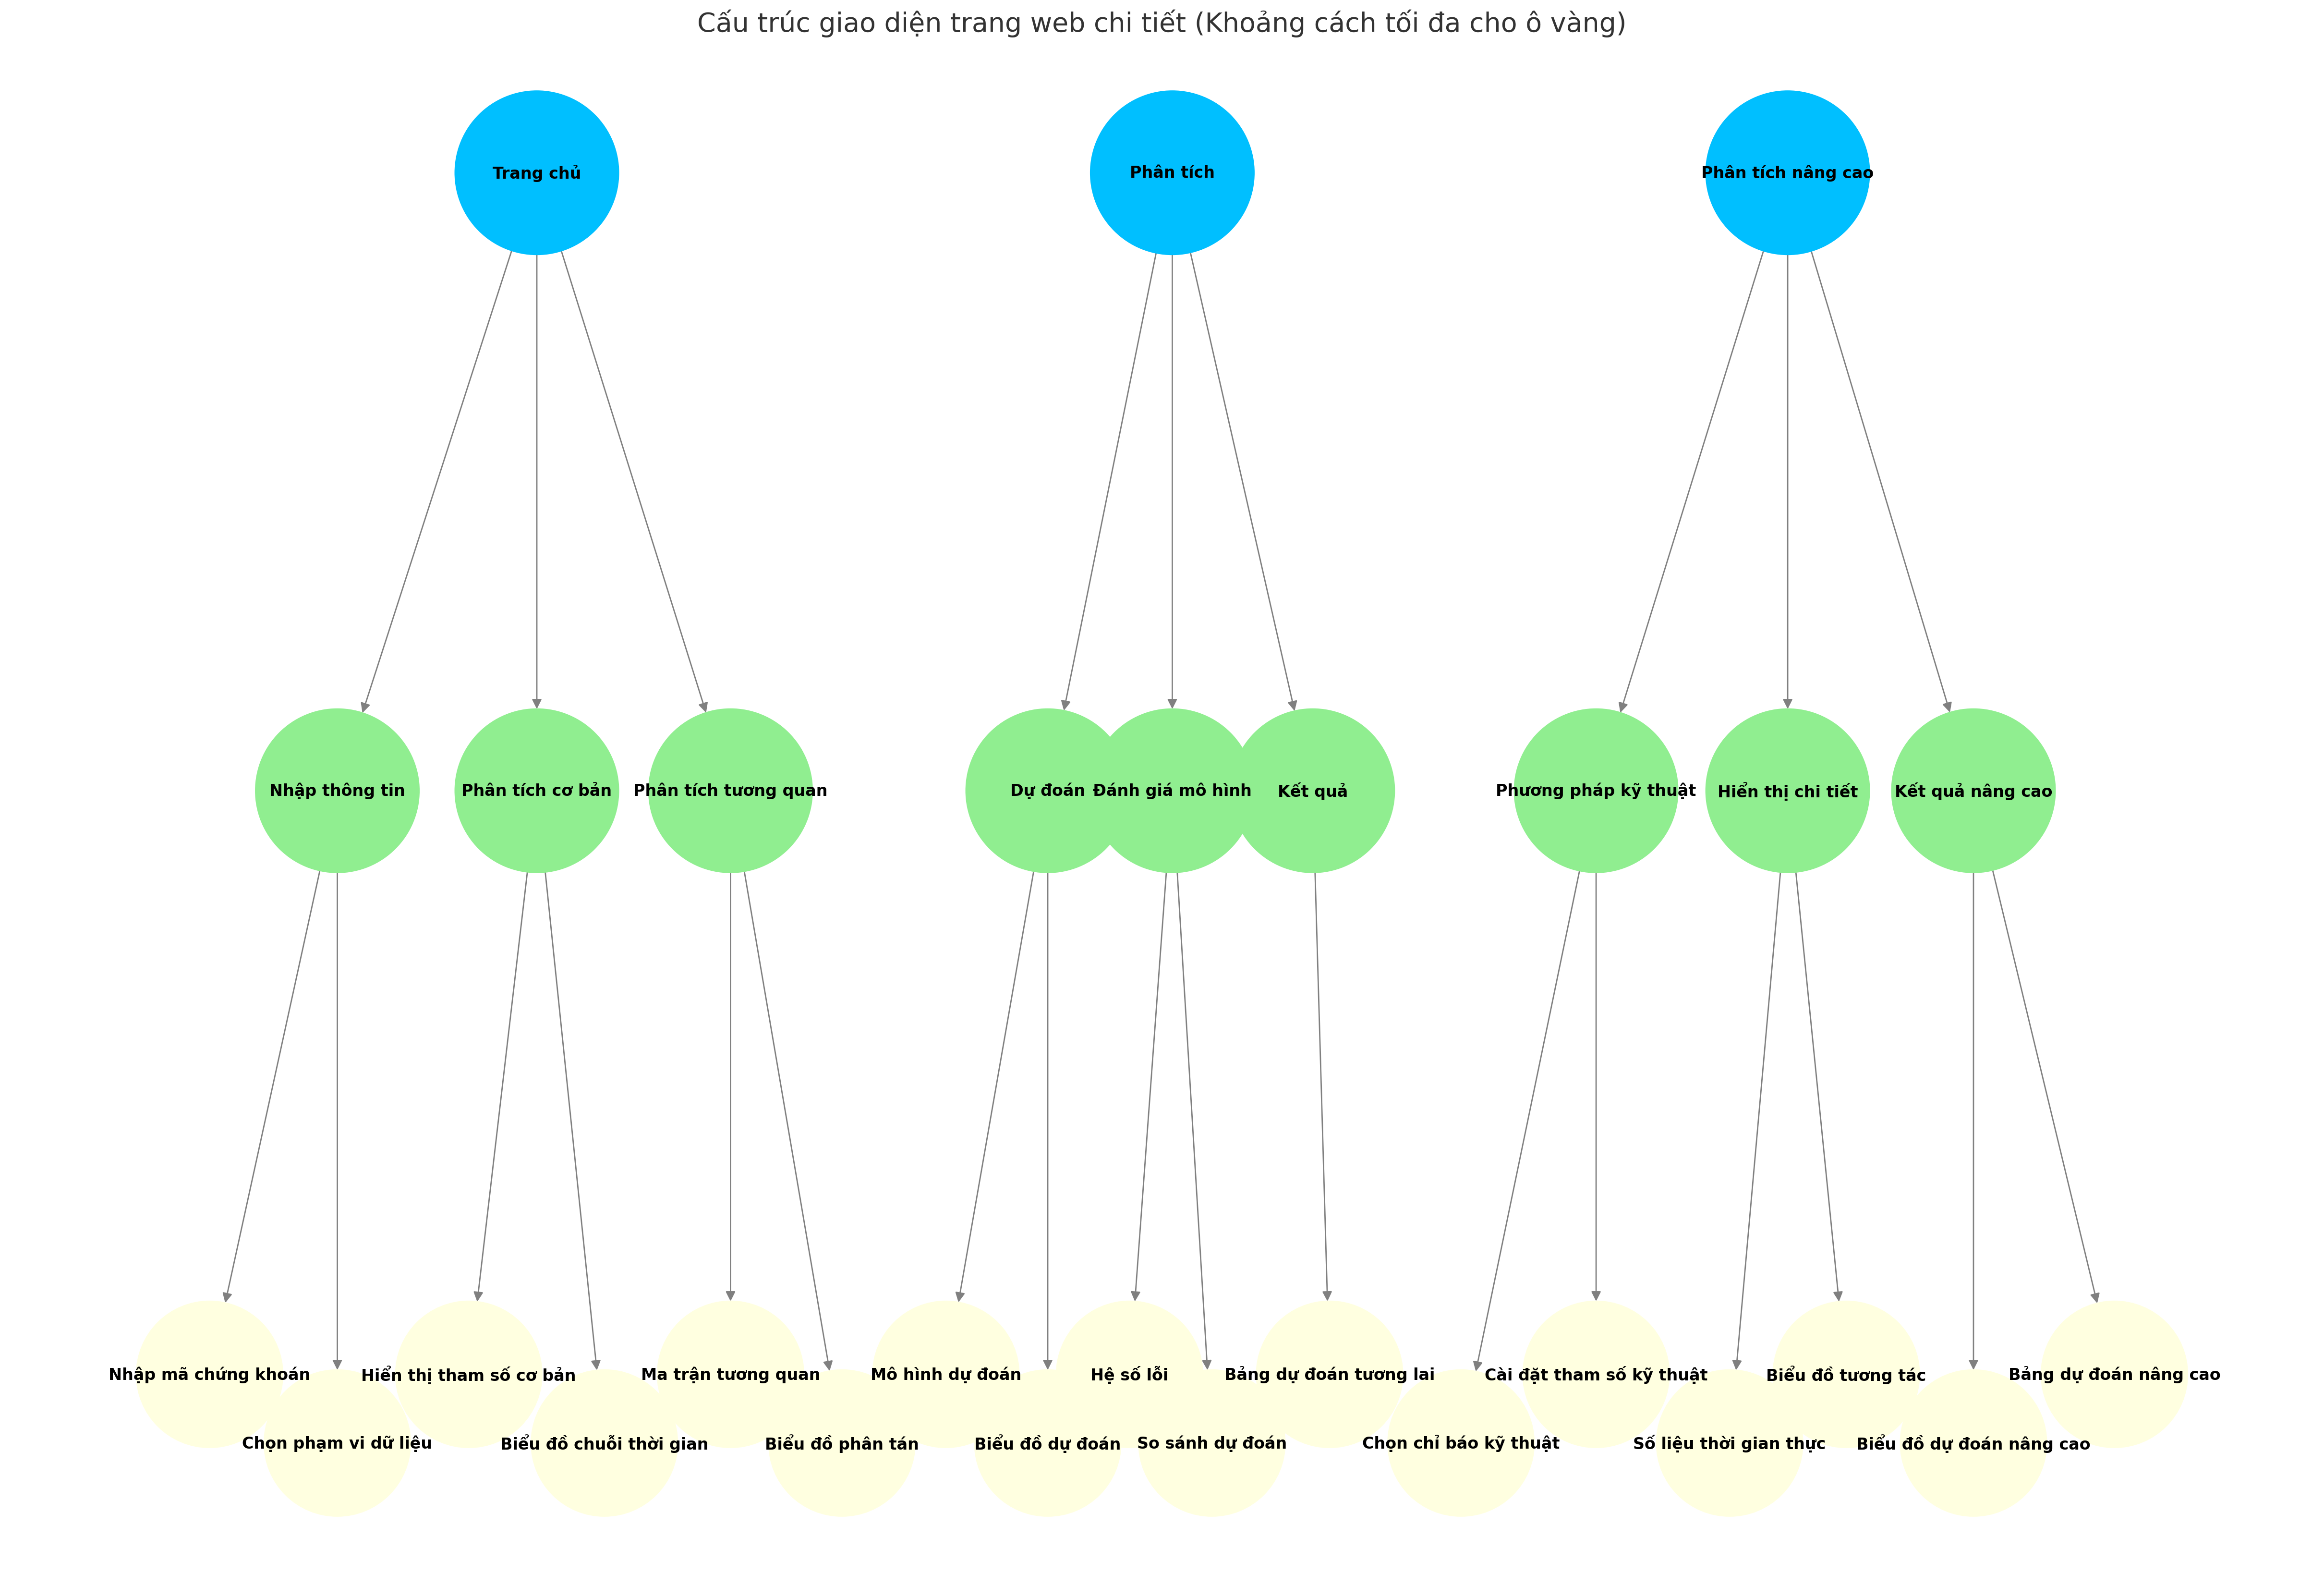 Cấu trúc giao diện trang web chi tiết (Khoảng cách tối đa cho ô vàng)
Trang chủ
Phân tích
Phân tích nâng cao
Nhập thông tin
Phân tích cơ bản
Phân tích tương quan
Dự đoán
Đánh giá mô hình
Kết quả
Phương pháp kỹ thuật
Hiển thị chi tiết
Kết quả nâng cao
Nhập mã chứng khoán
Hiển thị tham số cơ bản
Ma trận tương quan
Mô hình dự đoán
Hệ số lỗi
Bảng dự đoán tương lai
Cài đặt tham số kỹ thuật
Biểu đồ tương tác
Bảng dự đoán nâng cao
Chọn phạm vi dữ liệu
Biểu đồ chuỗi thời gian
Biểu đồ phân tán
Biểu đồ dự đoán
So sánh dự đoán
Chọn chỉ báo kỹ thuật
Số liệu thời gian thực
Biểu đồ dự đoán nâng cao